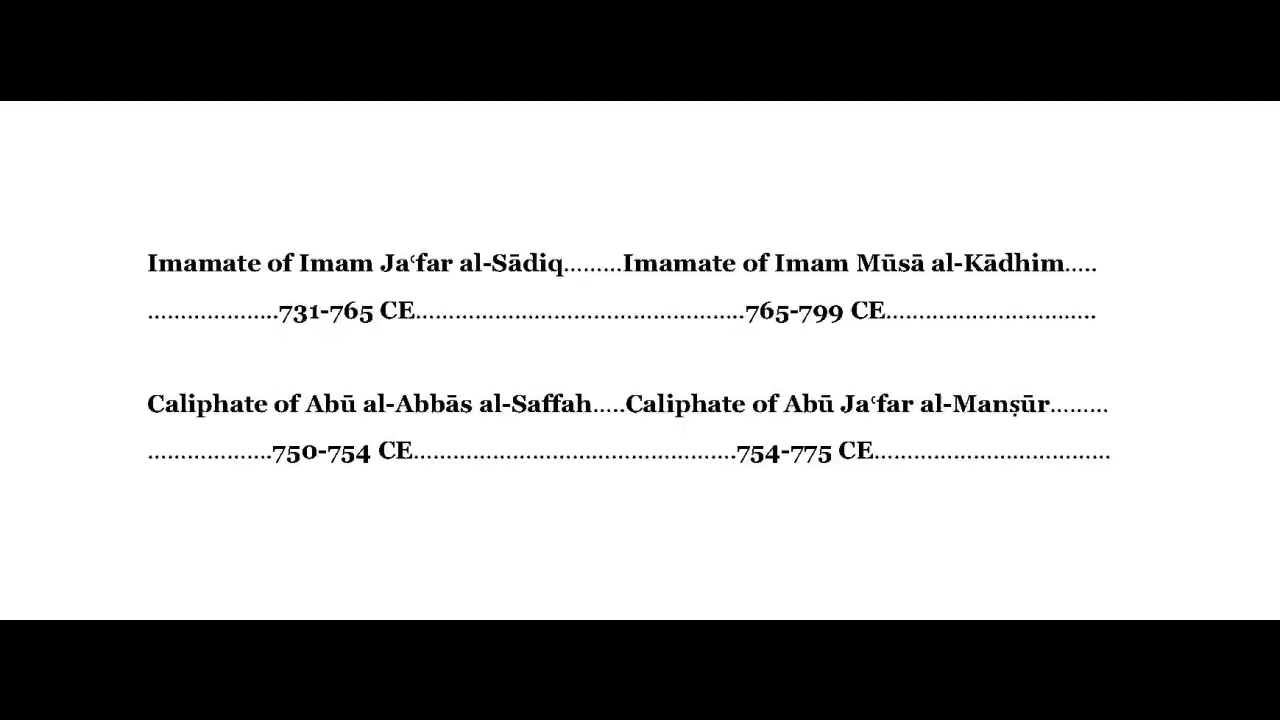 Imamate of Imam Jaʿfar al-Sādiq.........Imamate of Imam Mūsā al-Kādhim.....
....................731-765 CE..................................................765-799 CE................................
Caliphate of Abū al-Abbās al-Saffah.....Caliphate of Abū Jaʿfar al-Manṣūr.........
...................750-754 CE.................................................754-775 CE....................................